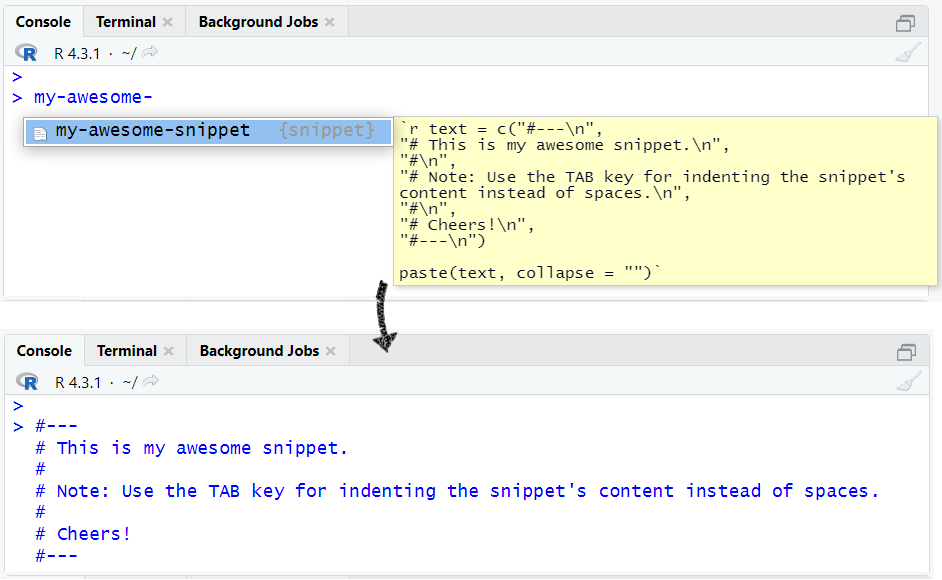 Console Terminal × Background Jobs ×
R R 4.3.1 · ~/
>
> my-awesome-
my-awesome-snippet {snippet}
`r text = c("#---\n",
"# This is my awesome snippet.\n",
"#\n",
"# Note: Use the TAB key for indenting the snippet's
content instead of spaces.\n",
"#\n",
"# Cheers!\n",
"#---\n")
paste(text, collapse = "")`
Console Terminal × Background Jobs ×
R R 4.3.1 · ~/
>
> #---
# This is my awesome snippet.
#
# Note: Use the TAB key for indenting the snippet's content instead of spaces.
#
# Cheers!
#---